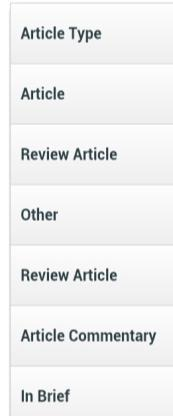 Article Type
Article
Review Article
Other
Review Article
Article Commentary
In Brief